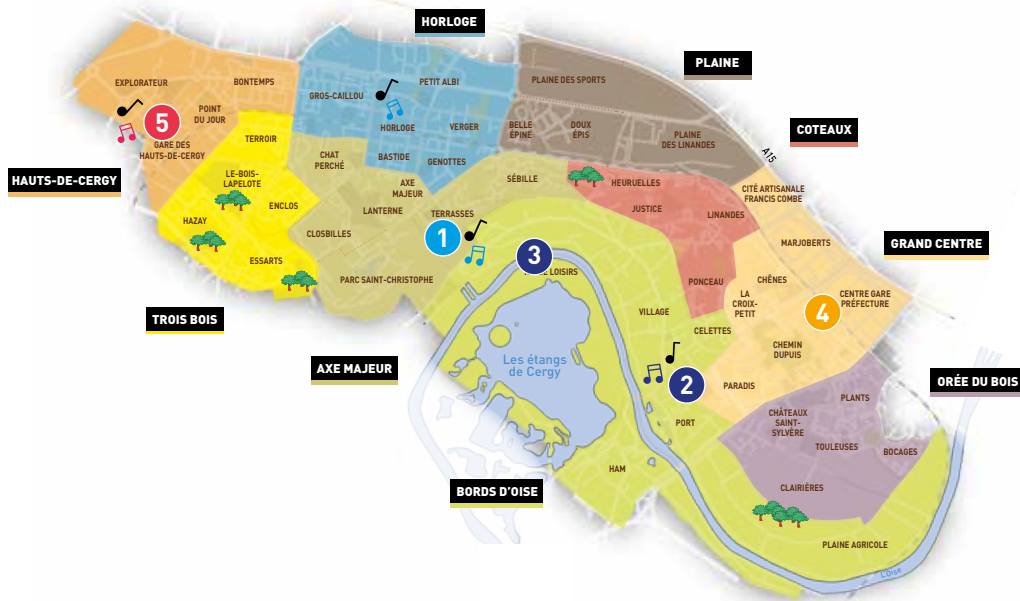 HORLOGE
PLAINE
COTEAUX
HAUTS-DE-CERGY
GRAND CENTRE
TROIS BOIS
AXE MAJEUR
ORÉE DU BOIS
BORDS D'OISE
EXPLORATEUR
BONTEMPS
POINT
DU JOUR
5
GARE DES
HAUTS-DE-CERGY
TERROIR
LE-BOIS-
LAPELOTE
ENCLOS
HAZAY
ESSARTS
GROS-CAILLOU
PETIT ALBI
HORLOGE
VERGER
BASTIDE
GENOTTES
CHAT
PERCHÉ
AXE
MAJEUR
LANTERNE
TERRASSES
CLOSBILLES
PARC SAINT-CHRISTOPHE
SÉBILLE
1
3
LOISIRS
PLAINE DES SPORTS
BELLE
ÉPINE
DOUX
ÉPIS
PLAINE
DES LINANDES
A15
HEURUELLES
JUSTICE
LINANDES
PONCEAU
CITÉ ARTISANALE
FRANCIS COMBE
MARJOBERTS
CHÊNES
LA
CROIX-
PETIT
CENTRE GARE
PRÉFECTURE
4
CHEMIN
DUPUIS
PARADIS
VILLAGE
CELETTES
2
PORT
HAM
Les étangs
de Cergy
PLANTS
CHÂTEAUX
SAINT-
SYLVÈRE
TOULEUSES
BOCAGES
CLAIRIÈRES
PLAINE AGRICOLE
L'Oise